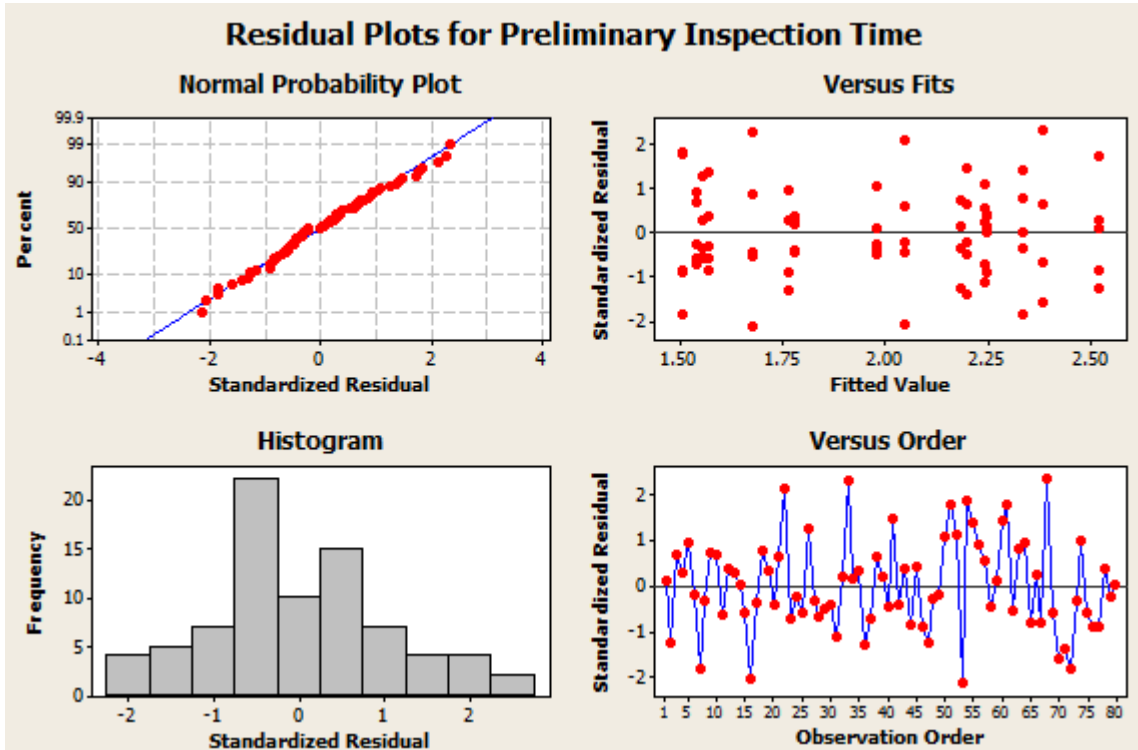 Residual Plots for Preliminary Inspection Time
Normal Probability Plot
Percent
99.9
99
90
50
10
1
0.1
-4 -2 0 2 4
Standardized Residual
Versus Fits
Standardized Residual
2
1
0
-1
-2
1.50 1.75 2.00 2.25 2.50
Fitted Value
Histogram
Frequency
20
15
10
5
0
-2 -1 0 1 2
Standardized Residual
Versus Order
Standardized Residual
2
1
0
-1
-2
1 5 10 15 20 25 30 35 40 45 50 55 60 65 70 75 80
Observation Order